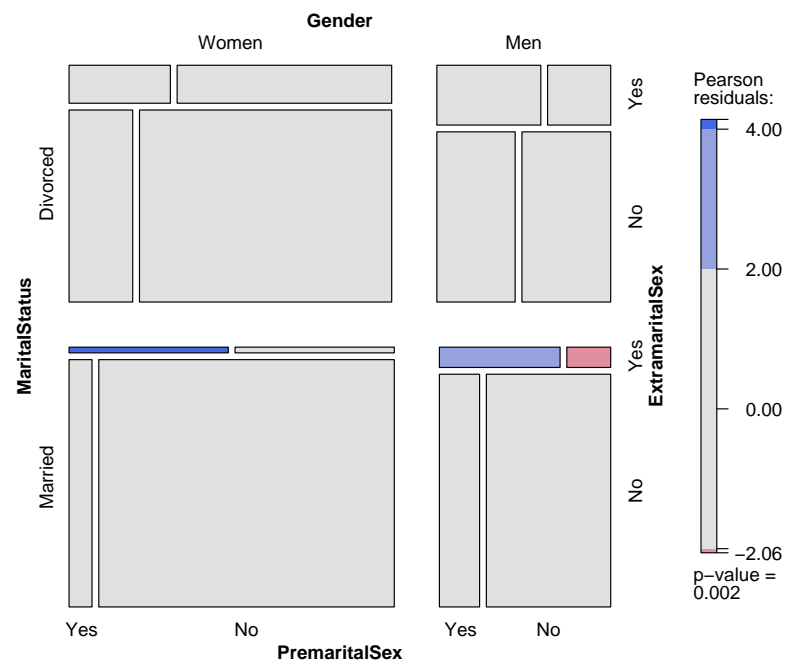 Gender
Women
Men
Pearson
residuals:
MaritalStatus
Divorced
Married
Yes
No
Yes
No
ExtramaritalSex
4.00
2.00
0.00
−2.06
p−value =
0.002
Yes
No
Yes
No
PremaritalSex